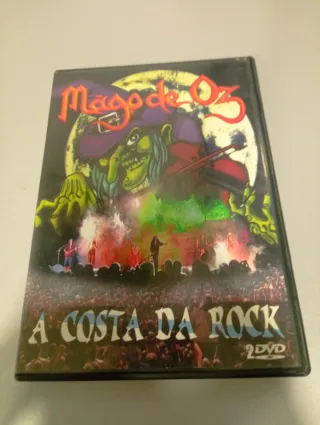 Mägo de Oz
A COSTA DA ROCK
2 DVD